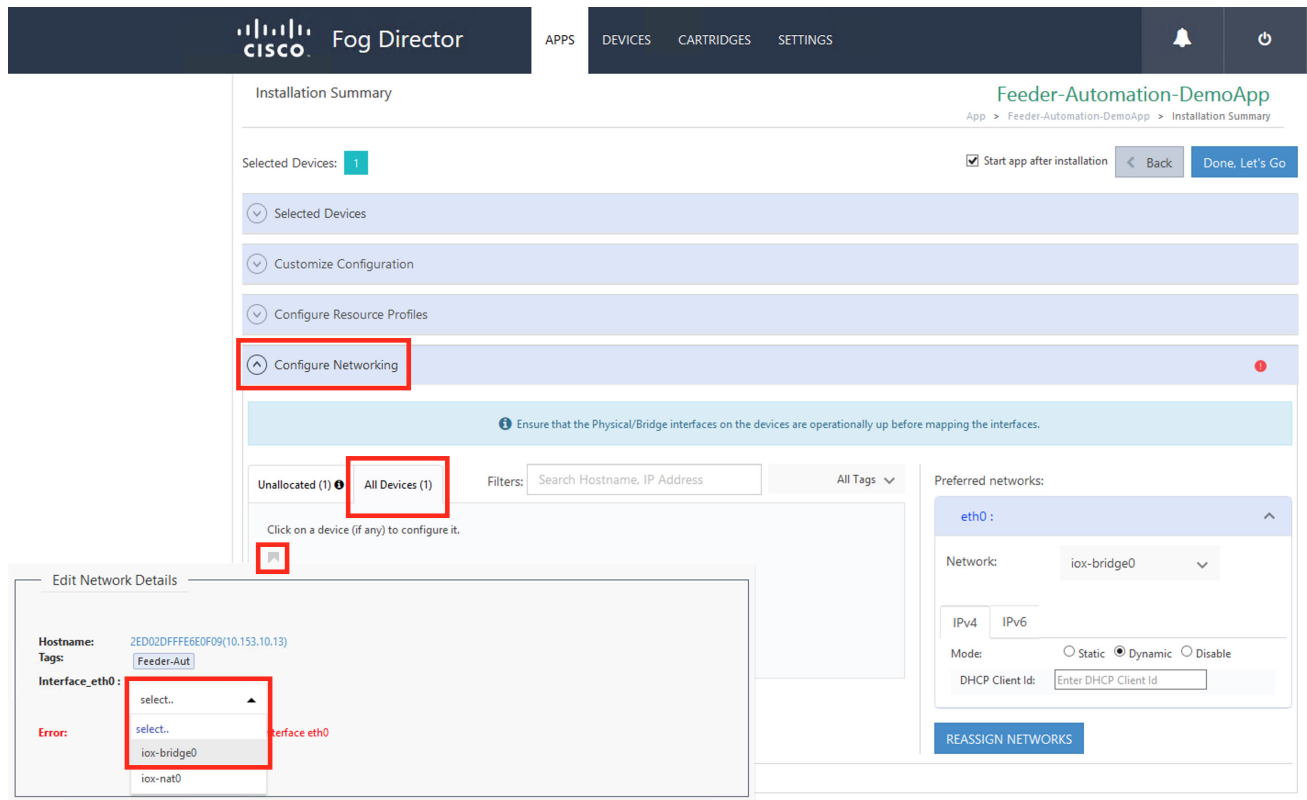 CISCO Fog Director APPS DEVICES CARTRIDGES SETTINGS
Installation Summary
Feeder-Automation-DemoApp
App > Feeder-Automation-DemoApp > Installation Summary
Selected Devices: 1
Start app after installation Back Done, Let's Go
Selected Devices
Customize Configuration
Configure Resource Profiles
Configure Networking
Ensure that the Physical/Bridge interfaces on the devices are operationally up before mapping the interfaces.
Unallocated (1) All Devices (1) Filters: Search Hostname, IP Address All Tags
Click on a device (if any) to configure it.
Preferred networks:
eth0 :
Network: iox-bridge0
IPv4 IPv6
Mode: Static Dynamic Disable
DHCP Client Id: Enter DHCP Client Id
REASSIGN NETWORKS
Edit Network Details
Hostname: 2ED02DFFFE6E0F09(10.153.10.13)
Tags: Feeder-Aut
Interface_eth0 :
select..
select..
Error: terface eth0
iox-bridge0
iox-nat0